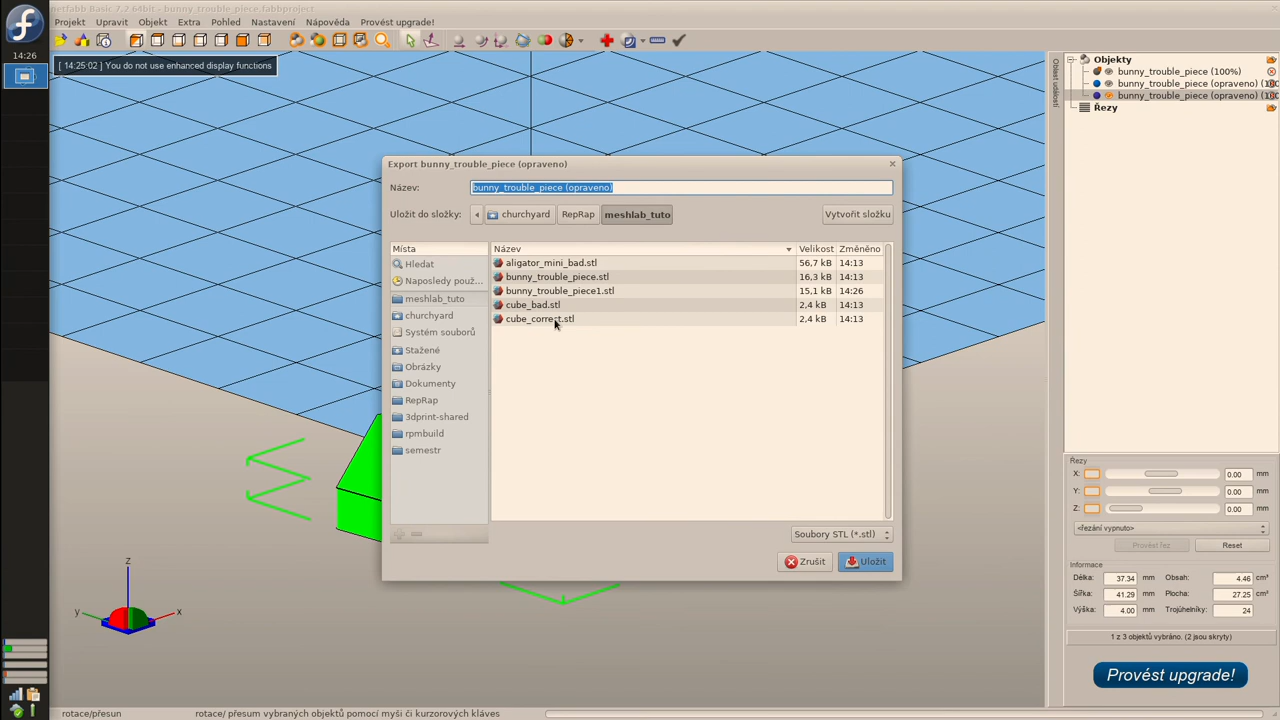 netfabb Basic 7.2 64bit - bunny_trouble_piece.fabbproject
Projekt Upravit Objekt Extra Pohled Nastavení Nápověda Provést upgrade!
14:26
[ 14:25:02 ] You do not use enhanced display functions
Oblast událostí
Objekty
bunny_trouble_piece (100%)
bunny_trouble_piece (opraveno)
bunny_trouble_piece (opraveno)
Řezy
Export bunny_trouble_piece (opraveno)
Název: bunny_trouble_piece (opraveno)
Uložit do složky: churchyard RepRap meshlab_tuto Vytvořit složku
Místa
Hledat
Naposledy použ...
meshlab_tuto
churchyard
Systém souborů
Stažené
Obrázky
Dokumenty
RepRap
3dprint-shared
rpmbuild
semestr
Název Velikost Změněno
aligator_mini_bad.stl 56,7 kB 14:13
bunny_trouble_piece.stl 16,3 kB 14:13
bunny_trouble_piece1.stl 15,1 kB 14:26
cube_bad.stl 2,4 kB 14:13
cube_correct.stl 2,4 kB 14:13
Soubory STL (*.stl)
Zrušit Uložit
Řezy
X: 0.00 mm
Y: 0.00 mm
Z: 0.00 mm
<řezání vypnuto>
Provést řez Reset
Informace
Délka: 37.34 mm Obsah: 4.46 cm³
Šířka: 41.29 mm Plocha: 27.25 cm²
Výška: 4.00 mm Trojúhelníky: 24
1 z 3 objektů vybráno. (2 jsou skryty)
Provést upgrade!
z
y
x
rotace/přesun rotace/ přesum vybraných objektů pomocí myši či kurzorových kláves